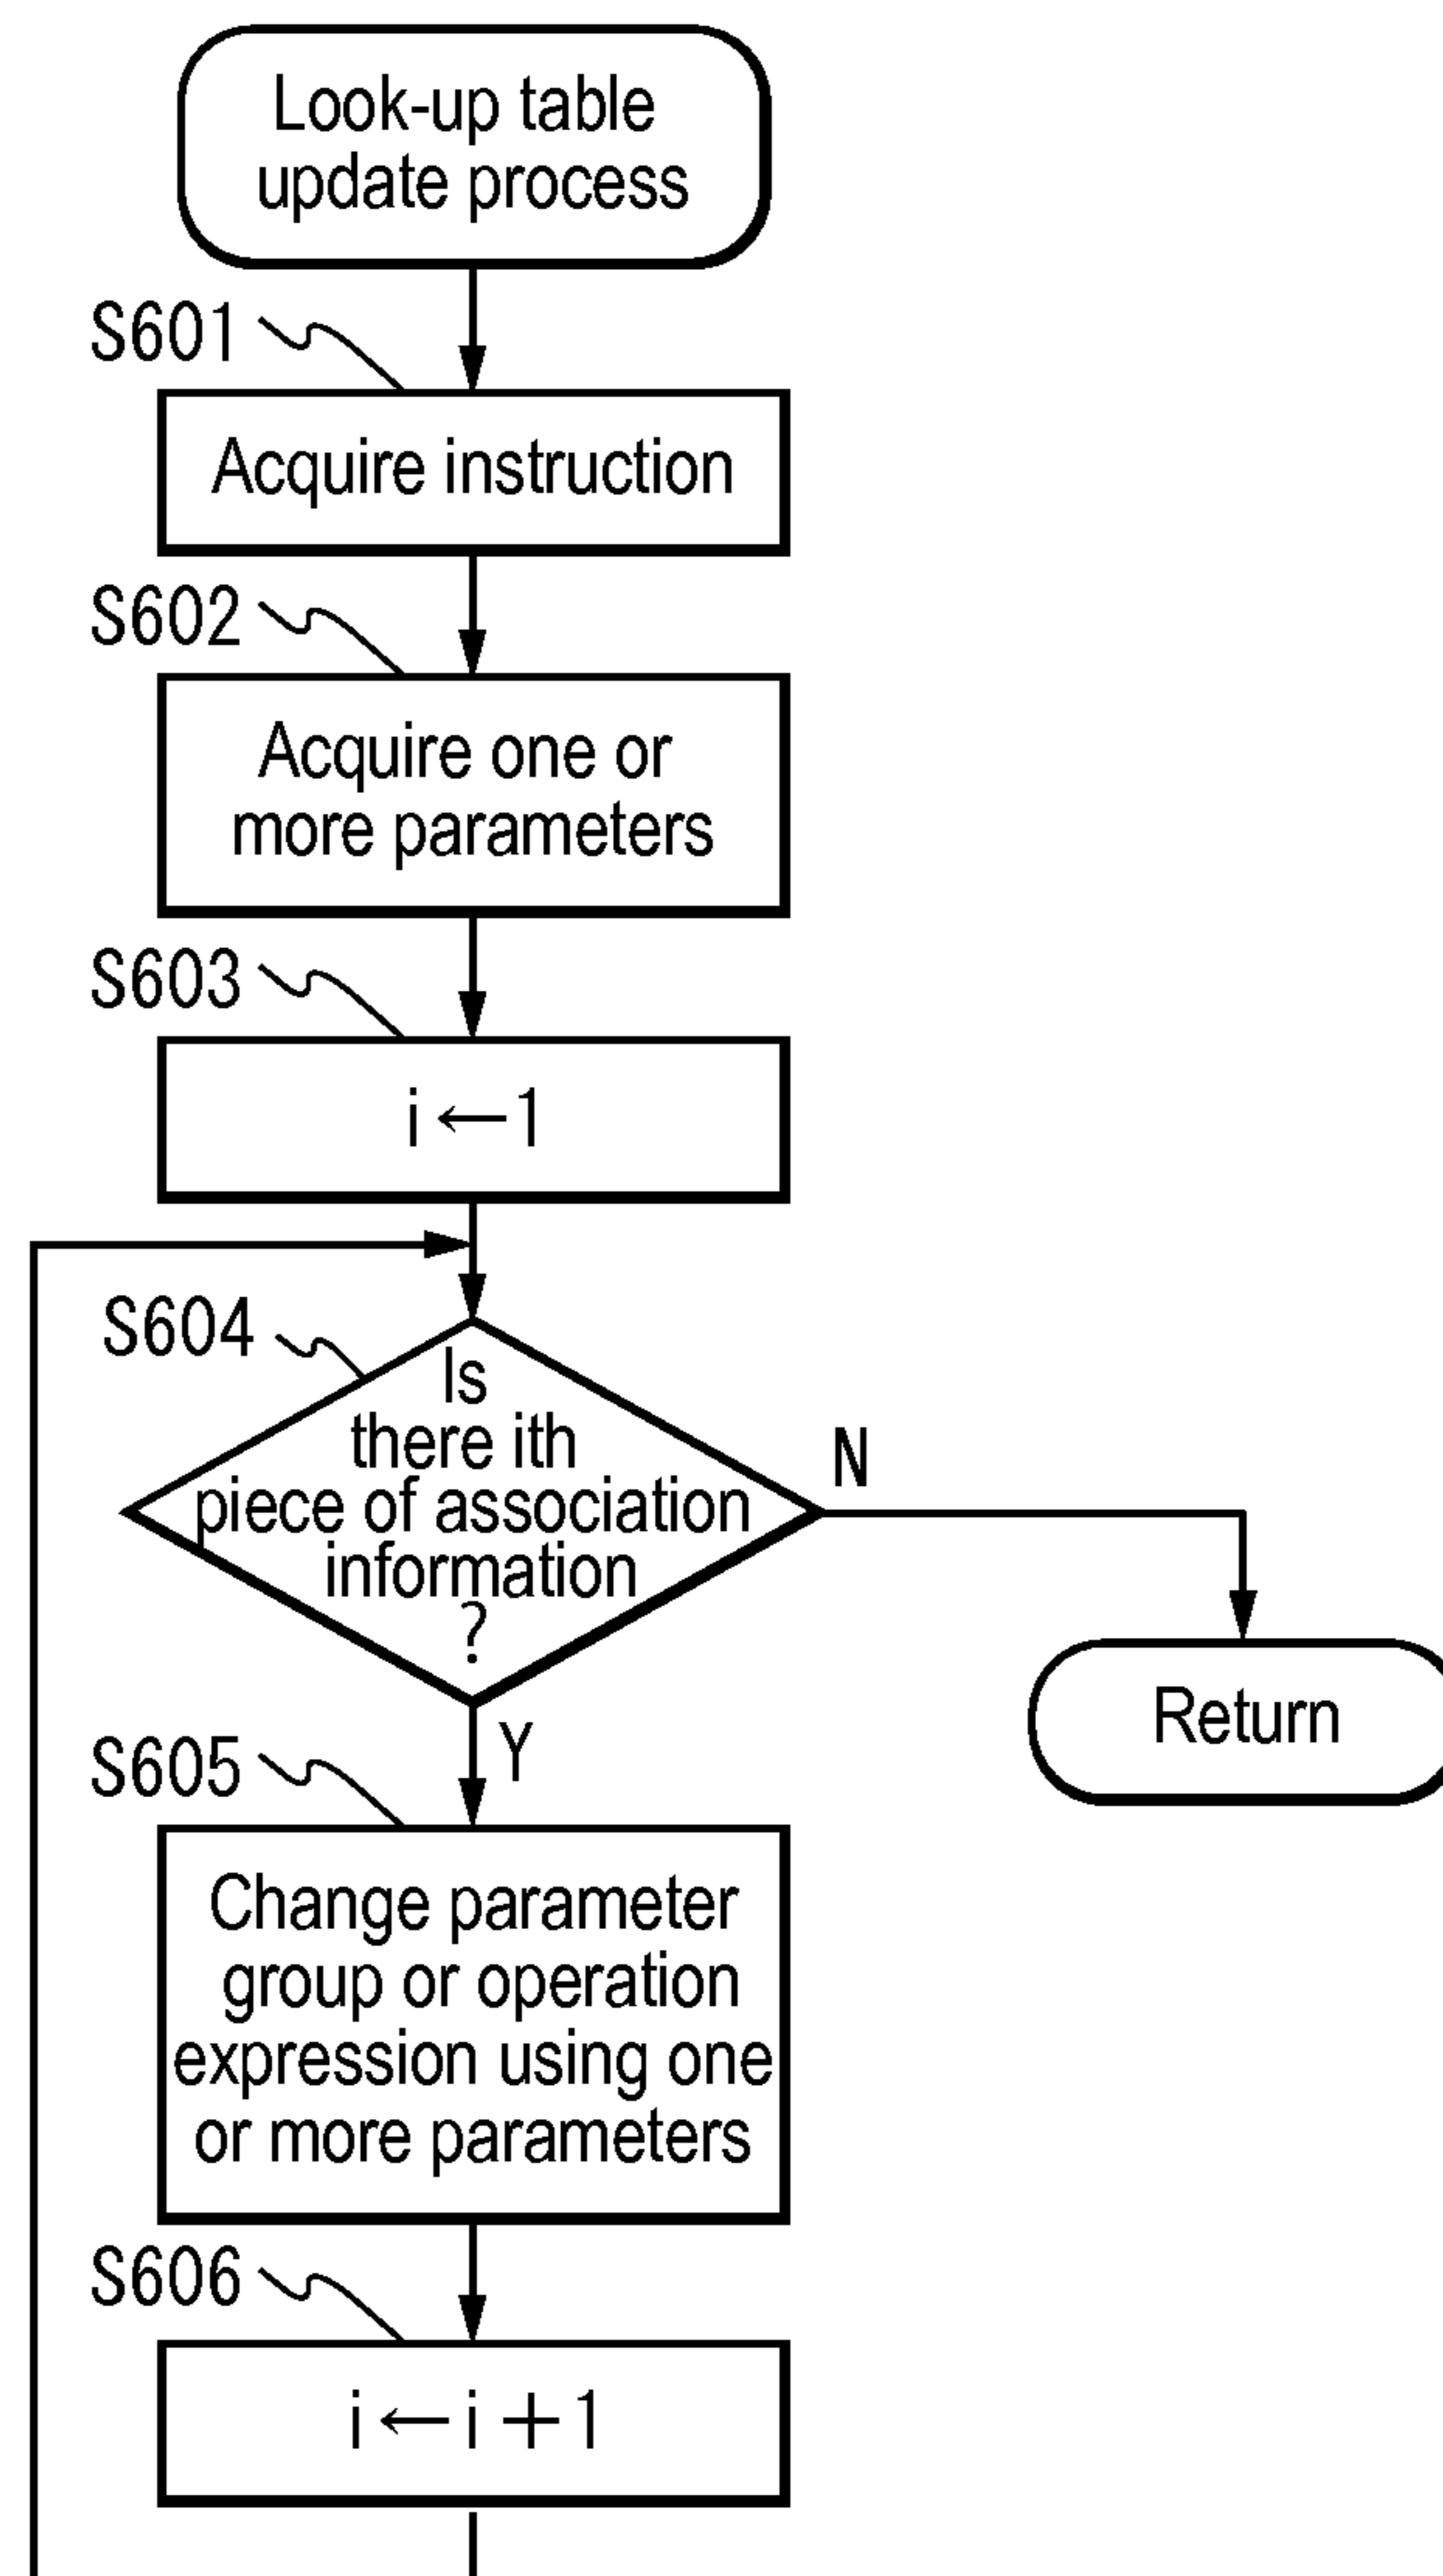 Look-up table
update process
S601
Acquire instruction
S602
Acquire one or
more parameters
S603
i←1
S604
Is
there ith
piece of association
information
?
N
Return
Y
S605
Change parameter
group or operation
expression using one
or more parameters
S606
i←i+1